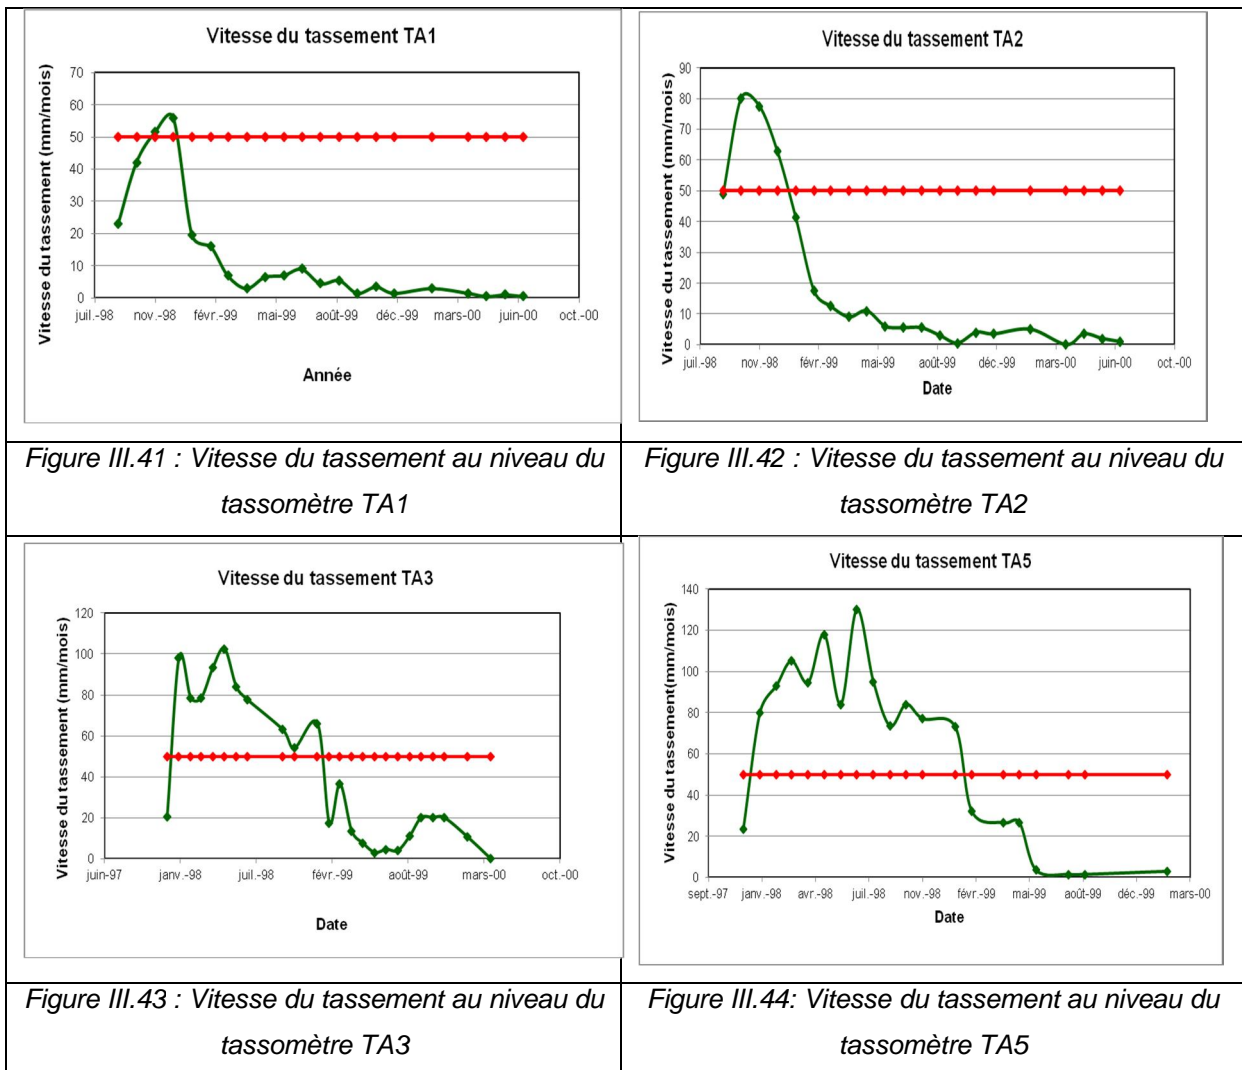 Vitesse du tassement TA1
Vitesse du tassement (mm/mois)
70
60
50
40
30
20
10
0
juil.-98 nov.-98 févr.-99 mai-99 août-99 déc.-99 mars-00 juin-00 oct.-00
Année
Vitesse du tassement TA2
Vitesse du tassement (mm/mois)
90
80
70
60
50
40
30
20
10
0
juil.-98 nov.-98 févr.-99 mai-99 août-99 déc.-99 mars-00 juin-00 oct.-00
Date
Figure III.41 : Vitesse du tassement au niveau du
tassomètre TA1
Figure III.42 : Vitesse du tassement au niveau du
tassomètre TA2
Vitesse du tassement TA3
Vitesse du tassement (mm/mois)
120
100
80
60
40
20
0
juin-97 janv.-98 juil.-98 févr.-99 août-99 mars-00 oct.-00
Date
Vitesse du tassement TA5
Vitesse du tassement(mm/mois)
140
120
100
80
60
40
20
0
sept.-97 janv.-98 avr.-98 juil.-98 nov.-98 févr.-99 mai-99 août-99 déc.-99 mars-00
Date
Figure III.43 : Vitesse du tassement au niveau du
tassomètre TA3
Figure III.44: Vitesse du tassement au niveau du
tassomètre TA5